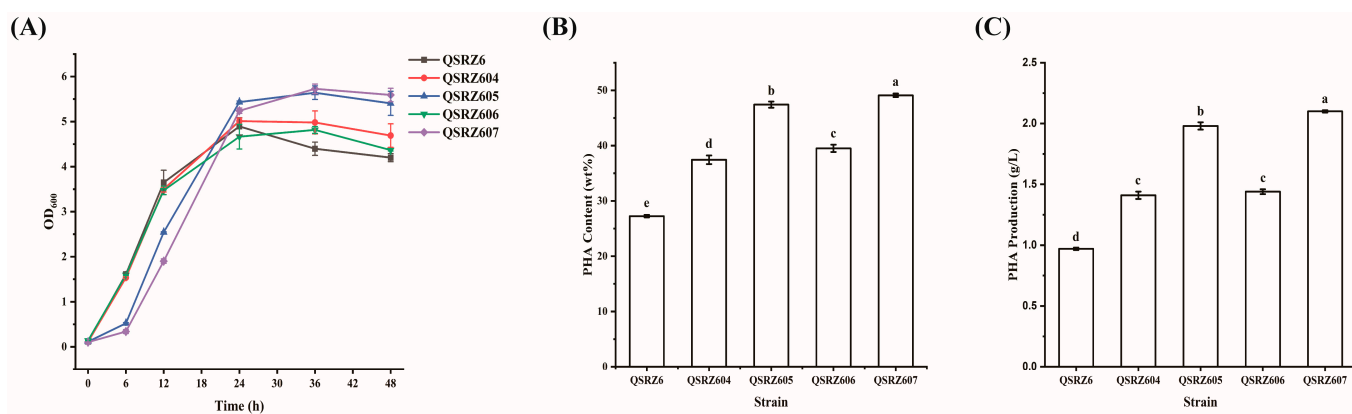 (A)
QSRZ6
QSRZ604
QSRZ605
QSRZ606
QSRZ607
OD600
6
5
4
3
2
1
0
0 6 12 18 24 30 36 42 48
Time (h)
(B)
PHA Content (wt%)
50
40
30
20
10
0
e
d
b
c
a
QSRZ6 QSRZ604 QSRZ605 QSRZ606 QSRZ607
Strain
(C)
PHA Production (g/L)
2.5
2.0
1.5
1.0
0.5
0.0
d
c
b
c
a
QSRZ6 QSRZ604 QSRZ605 QSRZ606 QSRZ607
Strain